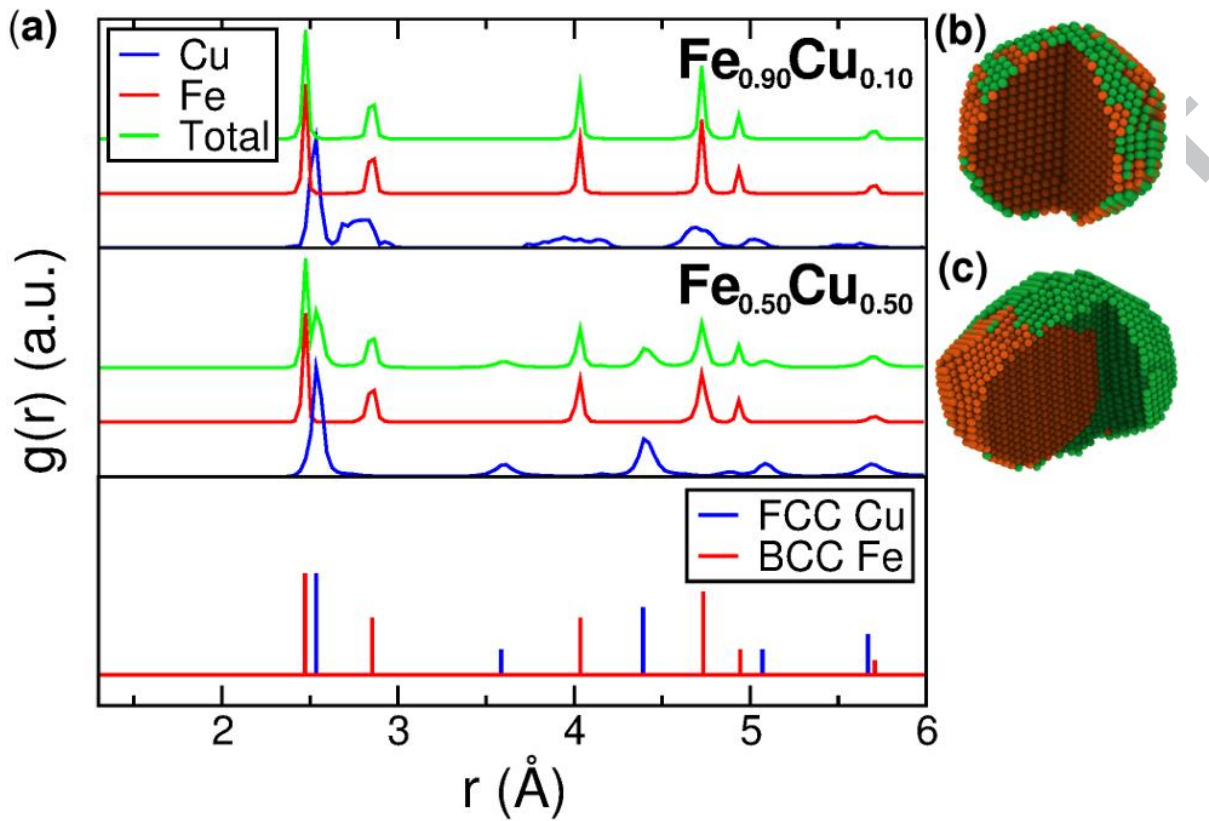 (a)
Cu
Fe
Total
Fe0.90Cu0.10
Fe0.50Cu0.50
FCC Cu
BCC Fe
g(r) (a.u.)
2 3 4 5 6
r (Å)
(b)
(c)